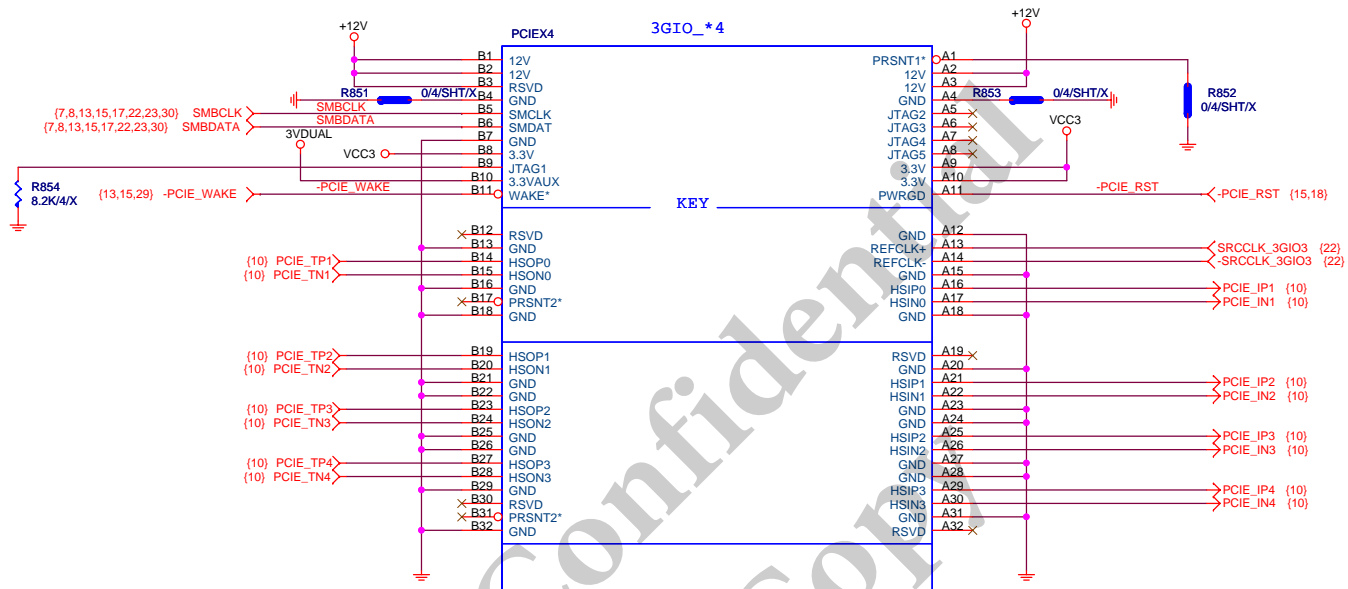 3GIO_*4
PCIEX4
+12V
+12V
B1 12V
B2 12V
B3 RSVD
B4 GND
B5 SMCLK
B6 SMDAT
B7 GND
B8 3.3V
B9 JTAG1
B10 3.3VAUX
B11 WAKE*
R851 0/4/SHT/X
{7,8,13,15,17,22,23,30} SMBCLK SMBCLK
{7,8,13,15,17,22,23,30} SMBDATA SMBDATA
3VDUAL
VCC3
R854
8.2K/4/X
{13,15,29} -PCIE_WAKE -PCIE_WAKE
PRSNT1* A1
12V A2
12V A3
GND A4
JTAG2 A5
JTAG3 A6
JTAG4 A7
JTAG5 A8
3.3V A9
3.3V A10
PWRGD A11
R853 0/4/SHT/X
R852
0/4/SHT/X
VCC3
-PCIE_RST -PCIE_RST {15,18}
KEY
B12 RSVD
B13 GND
{10} PCIE_TP1 B14 HSOP0
{10} PCIE_TN1 B15 HSON0
B16 GND
B17 PRSNT2*
B18 GND
GND A12
REFCLK+ A13 SRCCLK_3GIO3 {22}
REFCLK- A14 -SRCCLK_3GIO3 {22}
GND A15
HSIP0 A16 PCIE_IP1 {10}
HSIN0 A17 PCIE_IN1 {10}
GND A18
{10} PCIE_TP2 B19 HSOP1
{10} PCIE_TN2 B20 HSON1
B21 GND
B22 GND
{10} PCIE_TP3 B23 HSOP2
{10} PCIE_TN3 B24 HSON2
B25 GND
B26 GND
{10} PCIE_TP4 B27 HSOP3
{10} PCIE_TN4 B28 HSON3
B29 GND
B30 RSVD
B31 PRSNT2*
B32 GND
RSVD A19
GND A20
HSIP1 A21 PCIE_IP2 {10}
HSIN1 A22 PCIE_IN2 {10}
GND A23
GND A24
HSIP2 A25 PCIE_IP3 {10}
HSIN2 A26 PCIE_IN3 {10}
GND A27
GND A28
HSIP3 A29 PCIE_IP4 {10}
HSIN3 A30 PCIE_IN4 {10}
GND A31
RSVD A32
Confidential
Copy